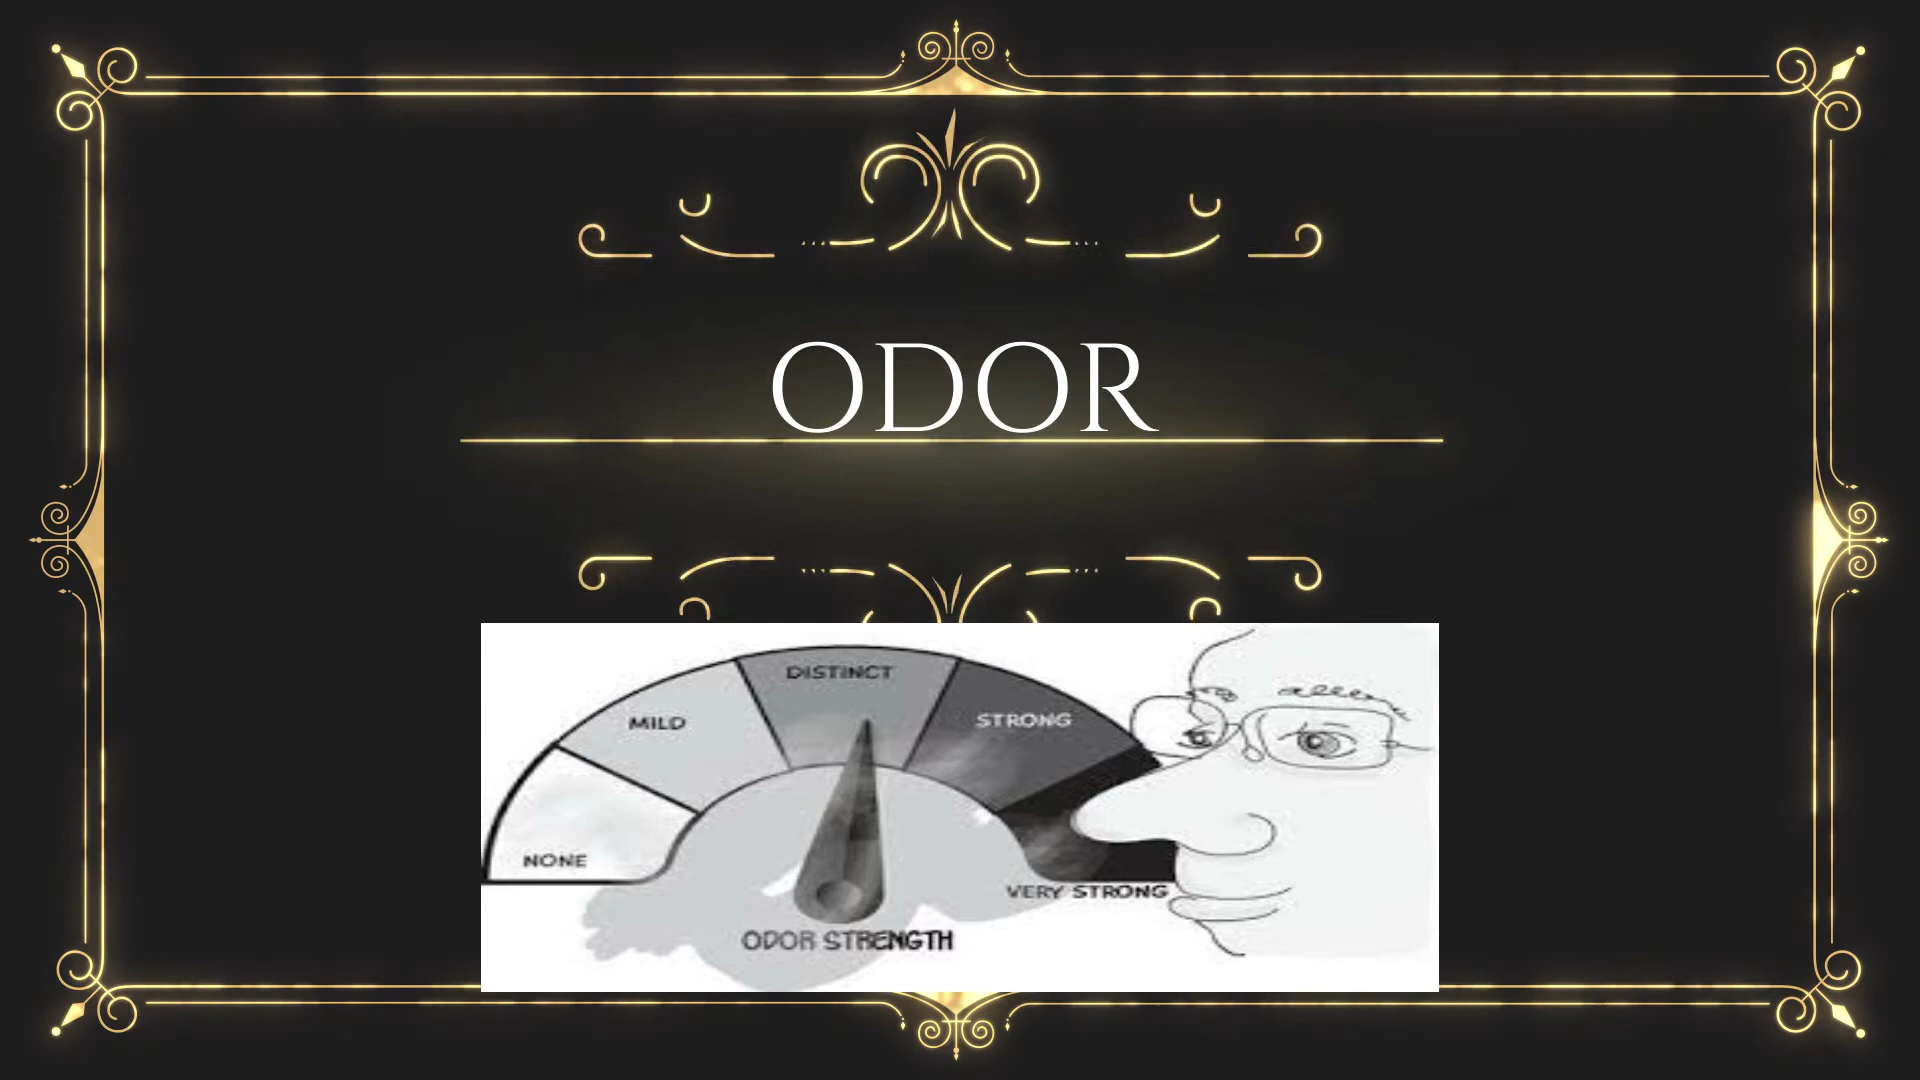 ODOR
DISTINCT
MILD
STRONG
NONE
VERY STRONG
ODOR STRENGTH